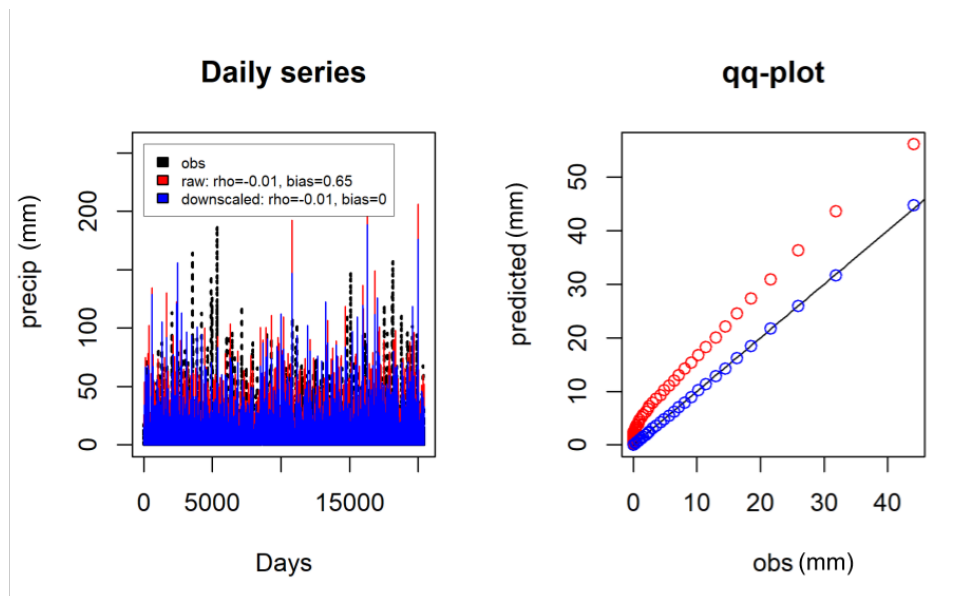 Daily series
precip (mm)
200
100
50
0
obs
raw: rho=-0.01, bias=0.65
downscaled: rho=-0.01, bias=0
0 5000 15000
Days
qq-plot
predicted (mm)
50
40
30
20
10
0
0 10 20 30 40
obs (mm)